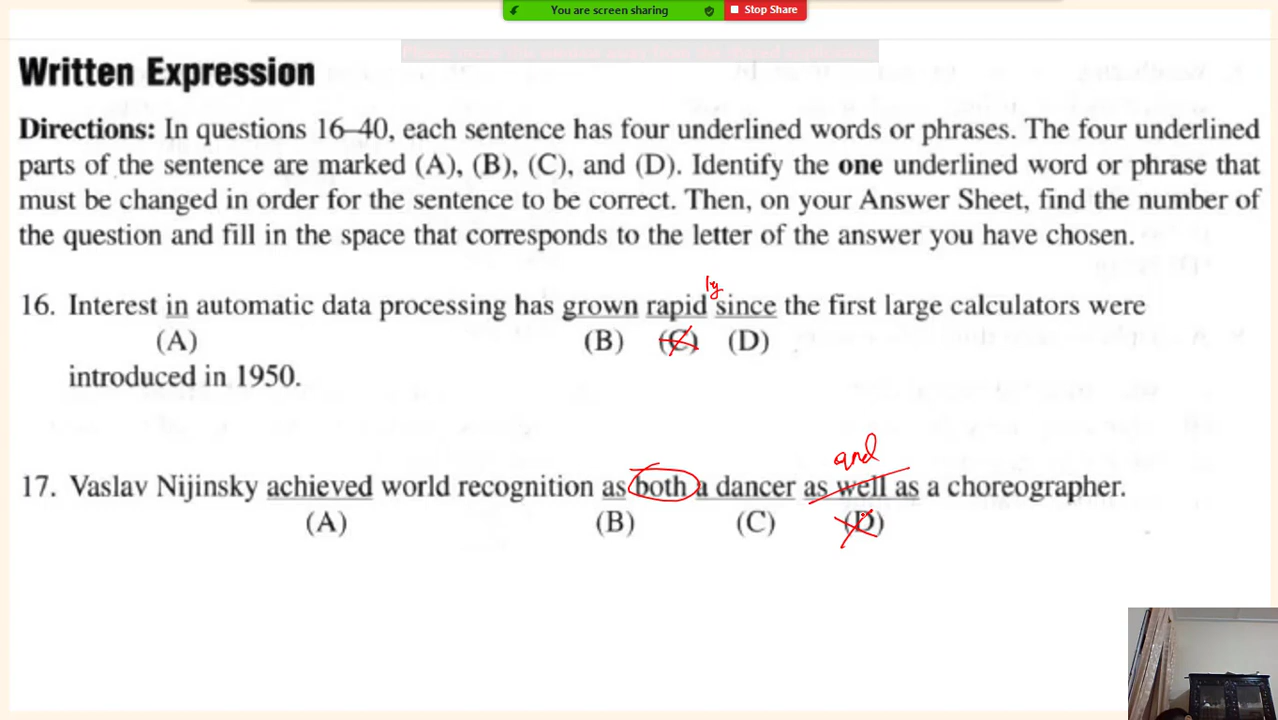 You are screen sharing
Stop Share
Written Expression
Directions: In questions 16–40, each sentence has four underlined words or phrases. The four underlined
parts of the sentence are marked (A), (B), (C), and (D). Identify the one underlined word or phrase that
must be changed in order for the sentence to be correct. Then, on your Answer Sheet, find the number of
the question and fill in the space that corresponds to the letter of the answer you have chosen.
ly
16. Interest in automatic data processing has grown rapid since the first large calculators were
(A) (B) (C) (D)
introduced in 1950.
and
17. Vaslav Nijinsky achieved world recognition as both a dancer as well as a choreographer.
(A) (B) (C) (D)